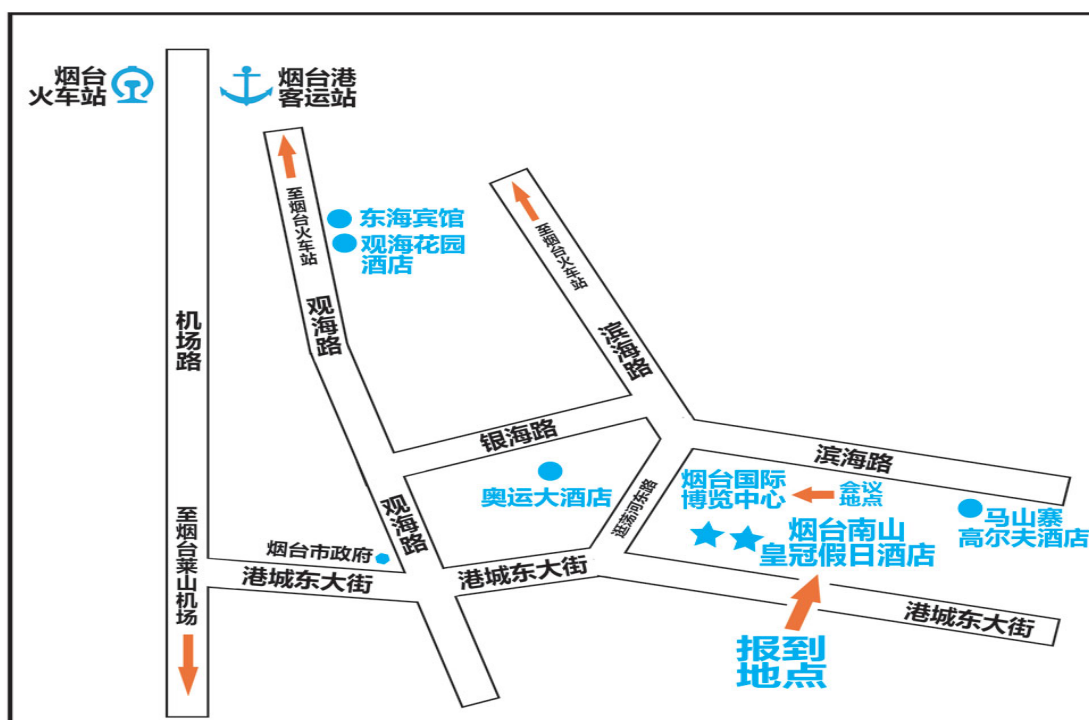 烟台
火车站
烟台港
客运站
至烟台火车站
东海宾馆
观海花园
酒店
至烟台火车站
观海路
机场路
滨海路
银海路
滨海路
奥运大酒店
烟台国际
博览中心
会议
地点
观海路
逛荡河东路
马山寨
高尔夫酒店
烟台南山
皇冠假日酒店
至烟台莱山机场
烟台市政府
港城东大街
港城东大街
港城东大街
报到
地点